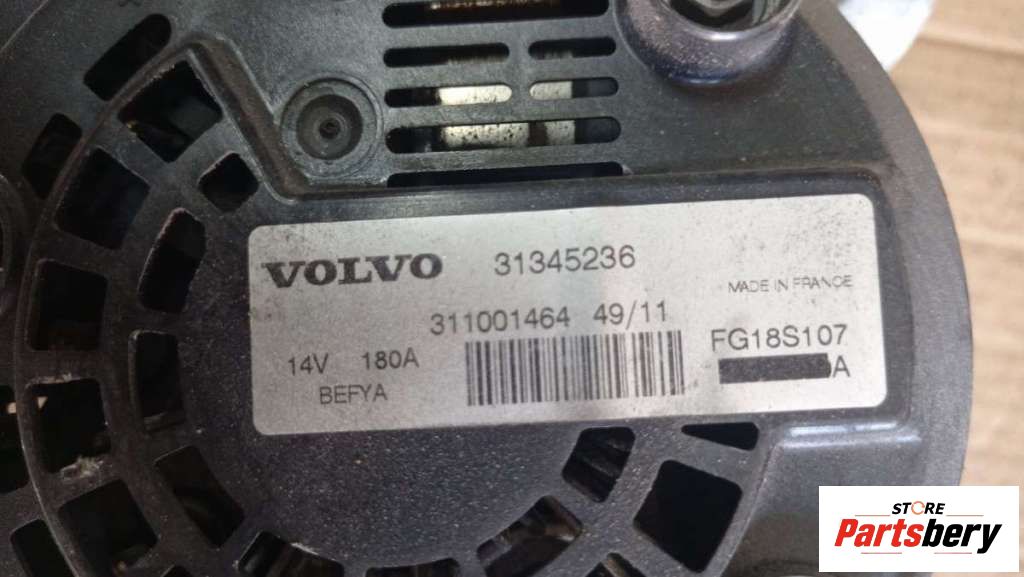 VOLVO 31345236
MADE IN FRANCE
311001464 49/11
14V 180A
FG18S107
BEFYA
A
STORE
Partsbery